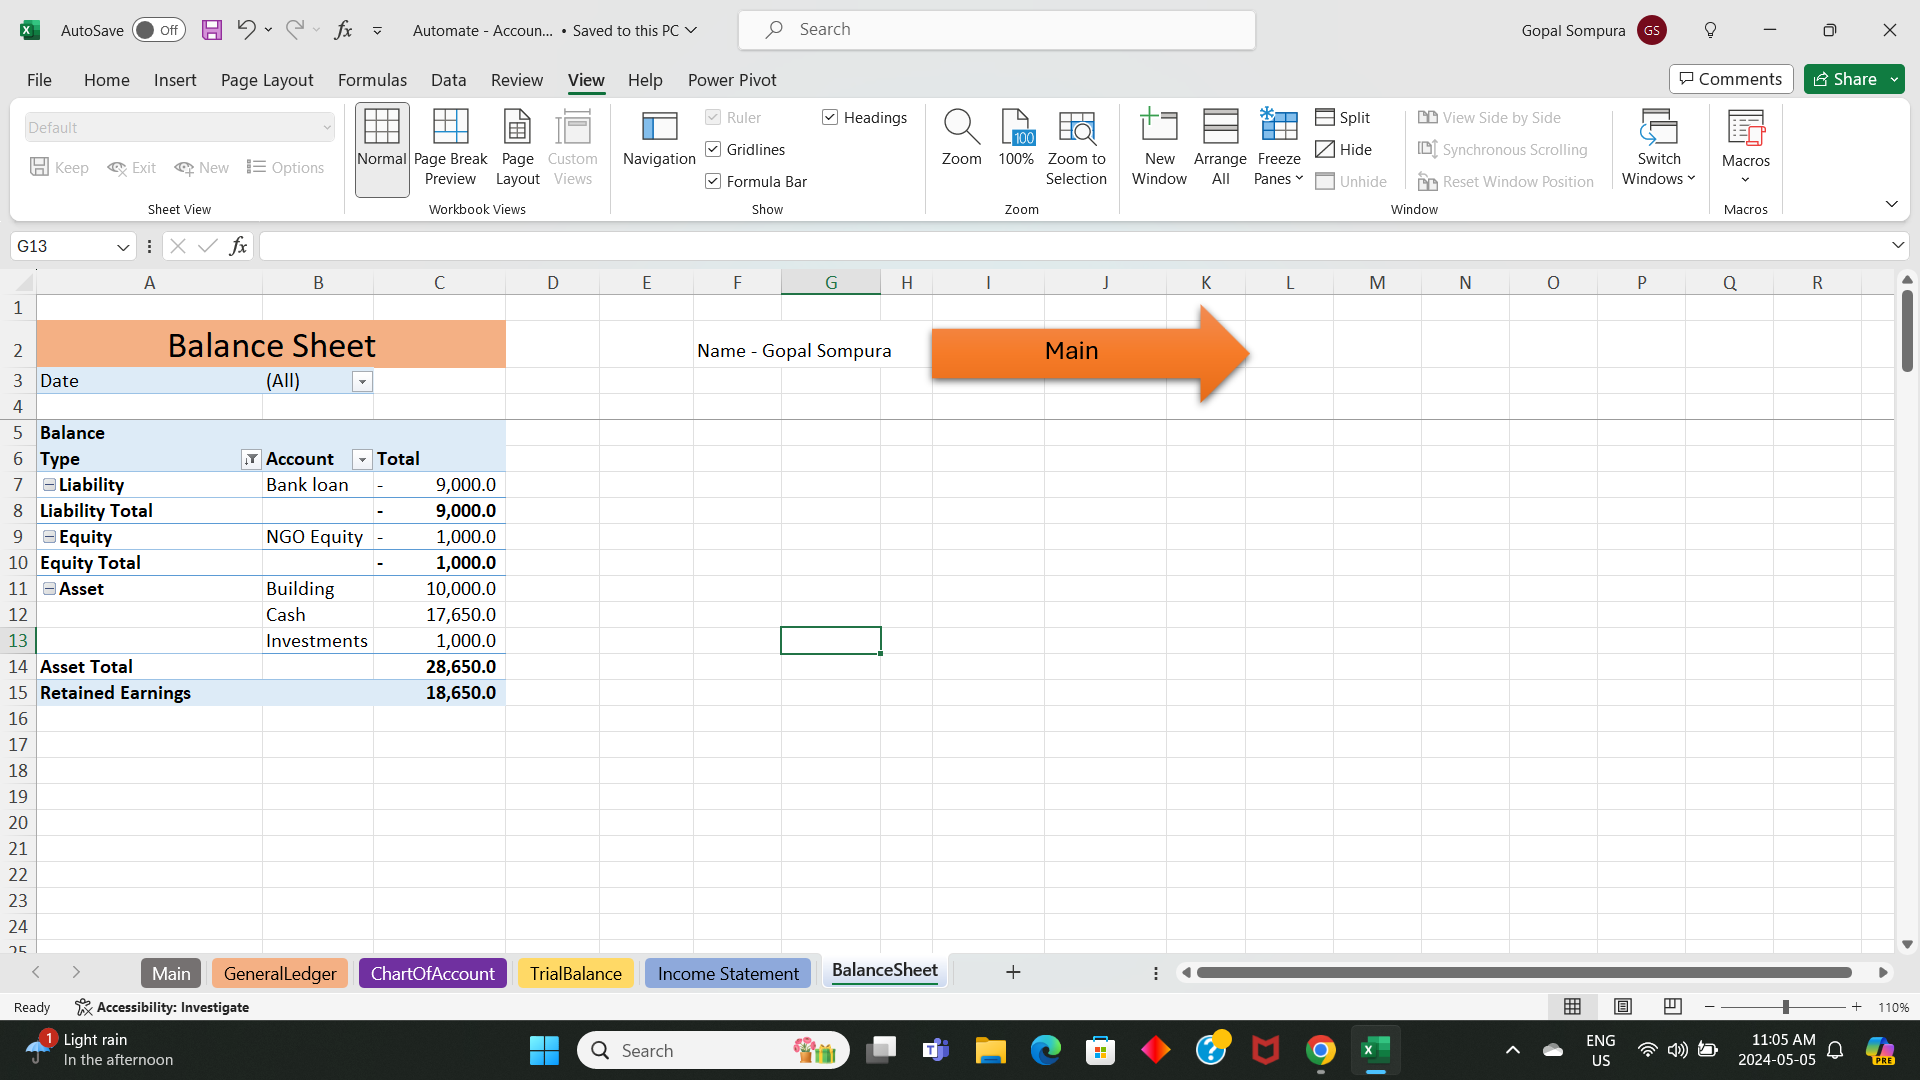 AutoSave Off Automate - Accoun... • Saved to this PC Search Gopal Sompura GS
File Home Insert Page Layout Formulas Data Review View Help Power Pivot Comments Share
Default
Keep Exit New Options
Sheet View
Normal Page Break Preview Page Layout Custom Views
Workbook Views
Navigation
Ruler Headings
Gridlines
Formula Bar
Show
Zoom 100% Zoom to Selection
Zoom
New Window Arrange All Freeze Panes
Split
Hide
Unhide
View Side by Side
Synchronous Scrolling
Reset Window Position
Switch Windows
Window
Macros
Macros
G13 fx
A B C D E F G H I J K L M N O P Q R
1
2 Balance Sheet Name - Gopal Sompura Main
3 Date (All)
4
5 Balance
6 Type Account Total
7 Liability Bank loan - 9,000.0
8 Liability Total - 9,000.0
9 Equity NGO Equity - 1,000.0
10 Equity Total - 1,000.0
11 Asset Building 10,000.0
12 Cash 17,650.0
13 Investments 1,000.0
14 Asset Total 28,650.0
15 Retained Earnings 18,650.0
16
17
18
19
20
21
22
23
24
25
Main GeneralLedger ChartOfAccount TrialBalance Income Statement BalanceSheet
Ready Accessibility: Investigate 110%
1 Light rain
In the afternoon
Search
ENG
US
11:05 AM
2024-05-05
PRE